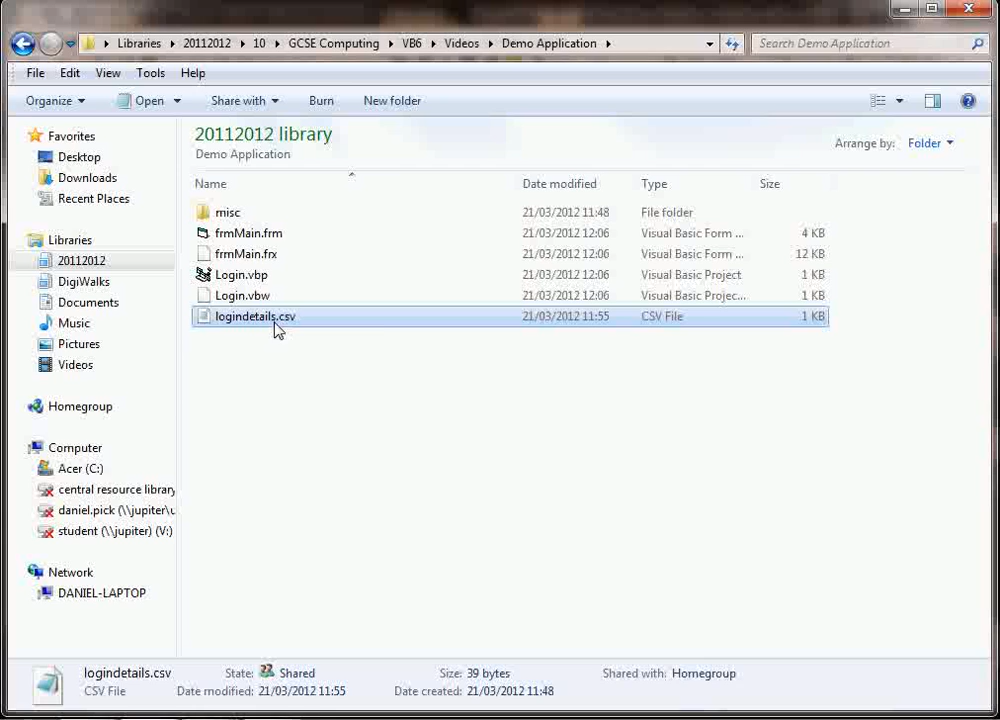 Libraries 20112012 10 GCSE Computing VB6 Videos Demo Application Search Demo Application
File Edit View Tools Help
Organize Open Share with Burn New folder
Favorites
Desktop
Downloads
Recent Places
Libraries
20112012
DigiWalks
Documents
Music
Pictures
Videos
Homegroup
Computer
Acer (C:)
central resource library
daniel.pick (\\jupiter\u
student (\\jupiter) (V:)
Network
DANIEL-LAPTOP
20112012 library
Demo Application
Arrange by: Folder
Name Date modified Type Size
misc 21/03/2012 11:48 File folder
frmMain.frm 21/03/2012 12:06 Visual Basic Form ... 4 KB
frmMain.frx 21/03/2012 12:06 Visual Basic Form ... 12 KB
Login.vbp 21/03/2012 12:06 Visual Basic Project 1 KB
Login.vbw 21/03/2012 12:06 Visual Basic Projec... 1 KB
logindetails.csv 21/03/2012 11:55 CSV File 1 KB
logindetails.csv State: Shared Size: 39 bytes Shared with: Homegroup
CSV File Date modified: 21/03/2012 11:55 Date created: 21/03/2012 11:48